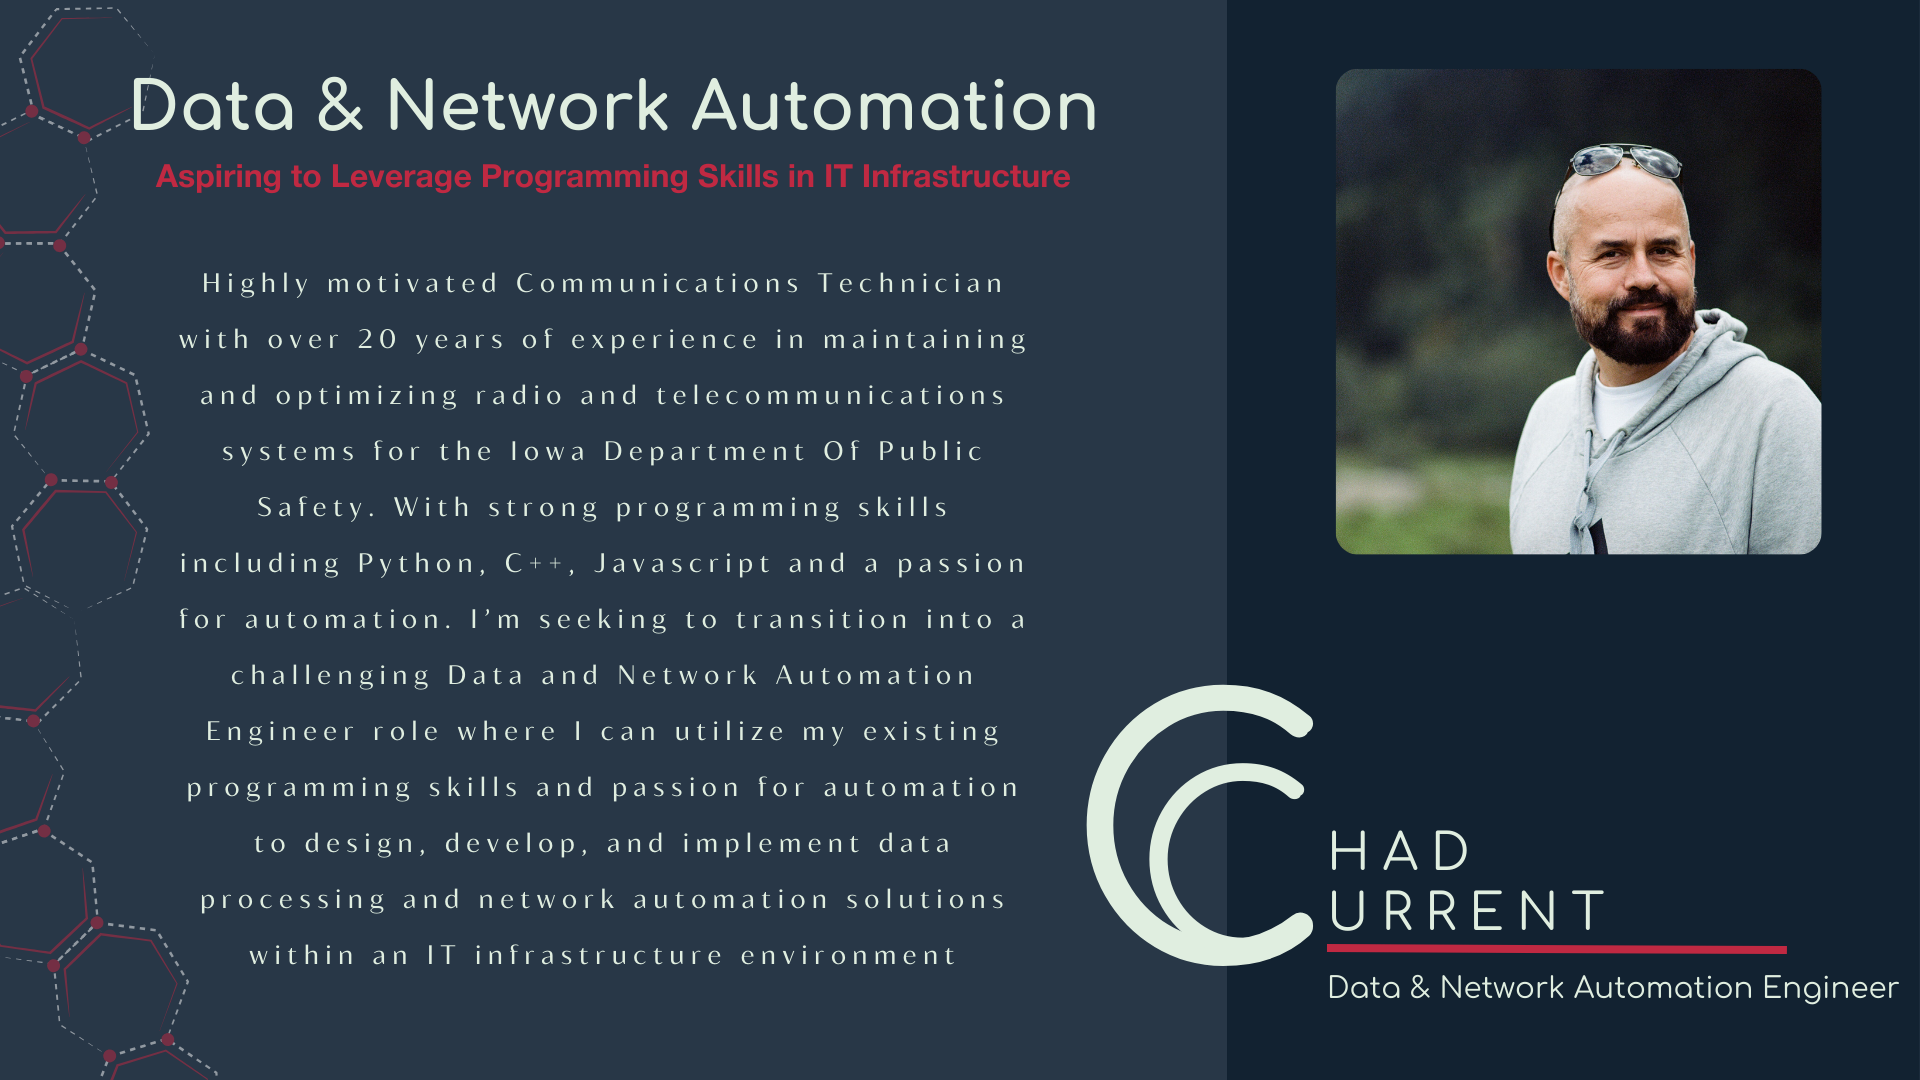 Data & Network Automation
Aspiring to Leverage Programming Skills in IT Infrastructure
Highly motivated Communications Technician
with over 20 years of experience in maintaining
and optimizing radio and telecommunications
systems for the Iowa Department Of Public
Safety. With strong programming skills
including Python, C++, Javascript and a passion
for automation. I’m seeking to transition into a
challenging Data and Network Automation
Engineer role where I can utilize my existing
programming skills and passion for automation
to design, develop, and implement data
processing and network automation solutions
within an IT infrastructure environment
CHAD
CURRENT
Data & Network Automation Engineer